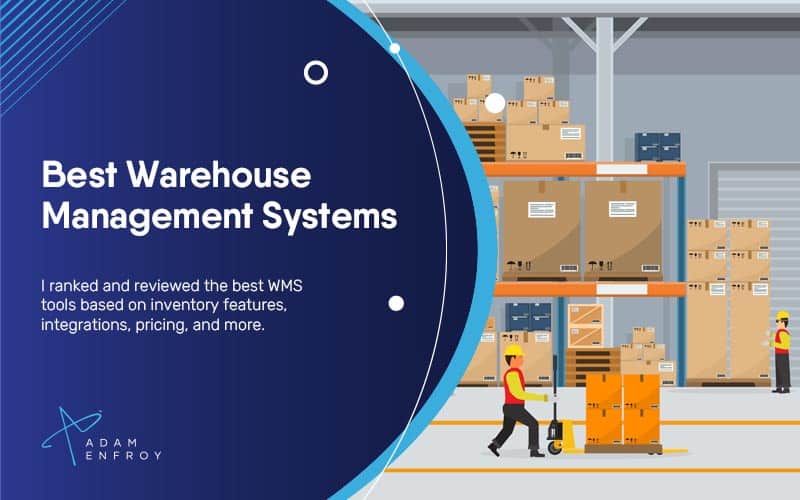 Best Warehouse
Management Systems
I ranked and reviewed the best WMS
tools based on inventory features,
integrations, pricing, and more.
ADAM
ENFROY